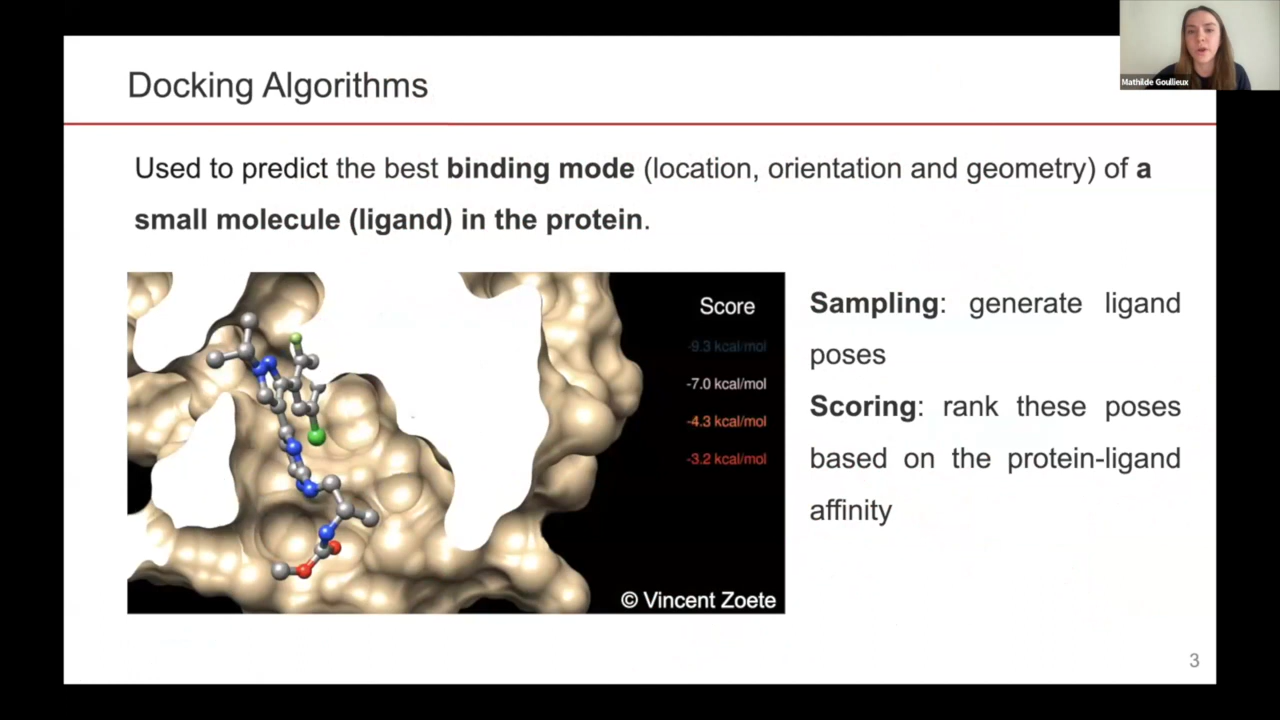 Mathilde Goullieux
Docking Algorithms
Used to predict the best binding mode (location, orientation and geometry) of a
small molecule (ligand) in the protein.
Score
-9.3 kcal/mol
-7.0 kcal/mol
-4.3 kcal/mol
-3.2 kcal/mol
© Vincent Zoete
Sampling: generate ligand
poses
Scoring: rank these poses
based on the protein-ligand
affinity
3